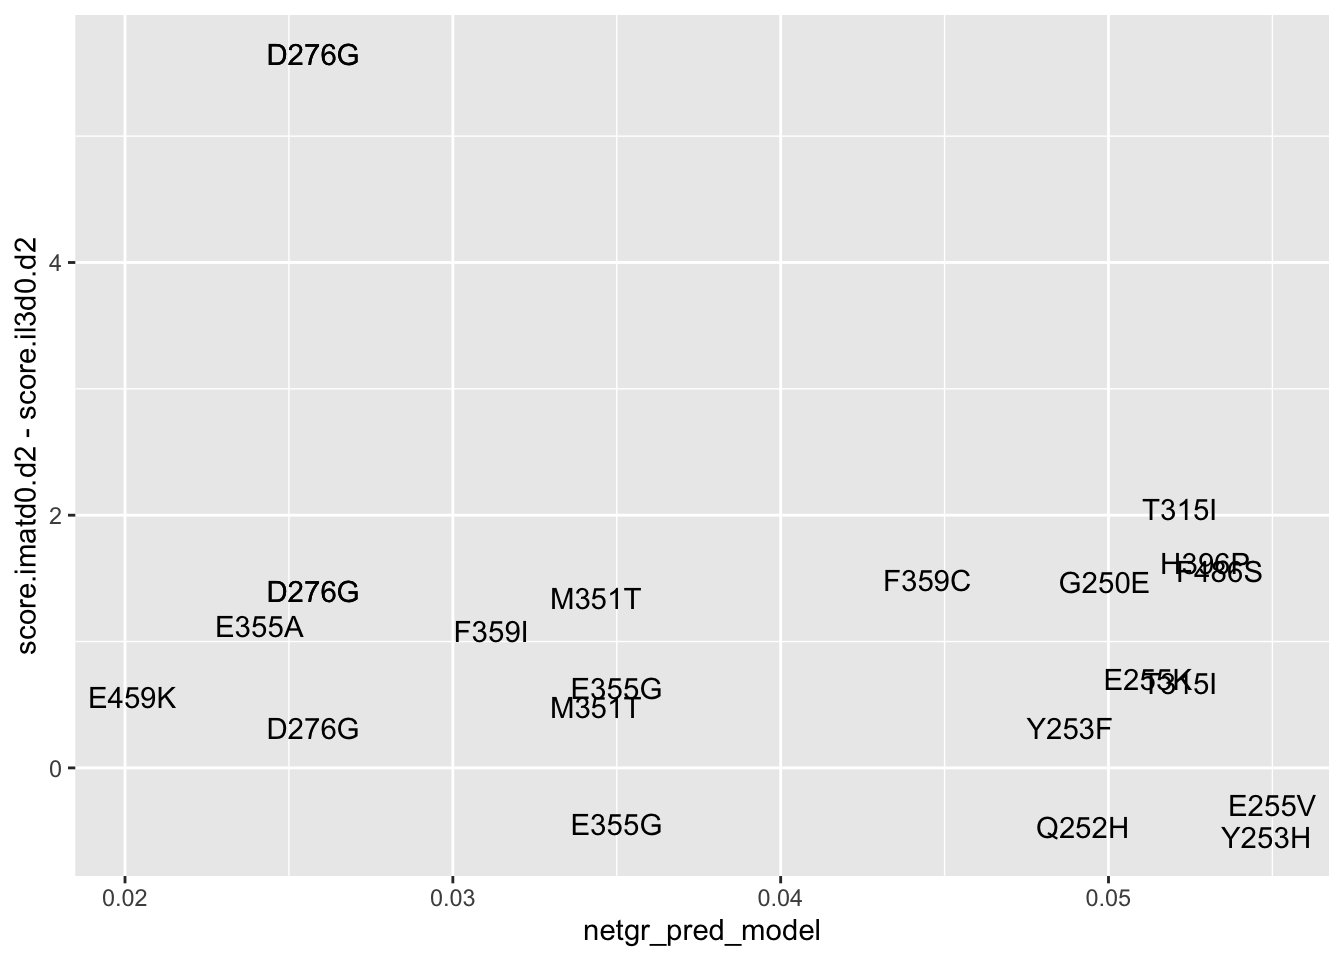 score.imatd0.d2 - score.il3d0.d2
D276G
4
2
T315I
H396P
F486S
F359C
G250E
D276G
M351T
E355A
F359I
E355G
E255K
T315I
E459K
M351T
D276G
Y253F
0
E355G
Q252H
E255V
Y253H
0.02
0.03
0.04
0.05
netgr_pred_model